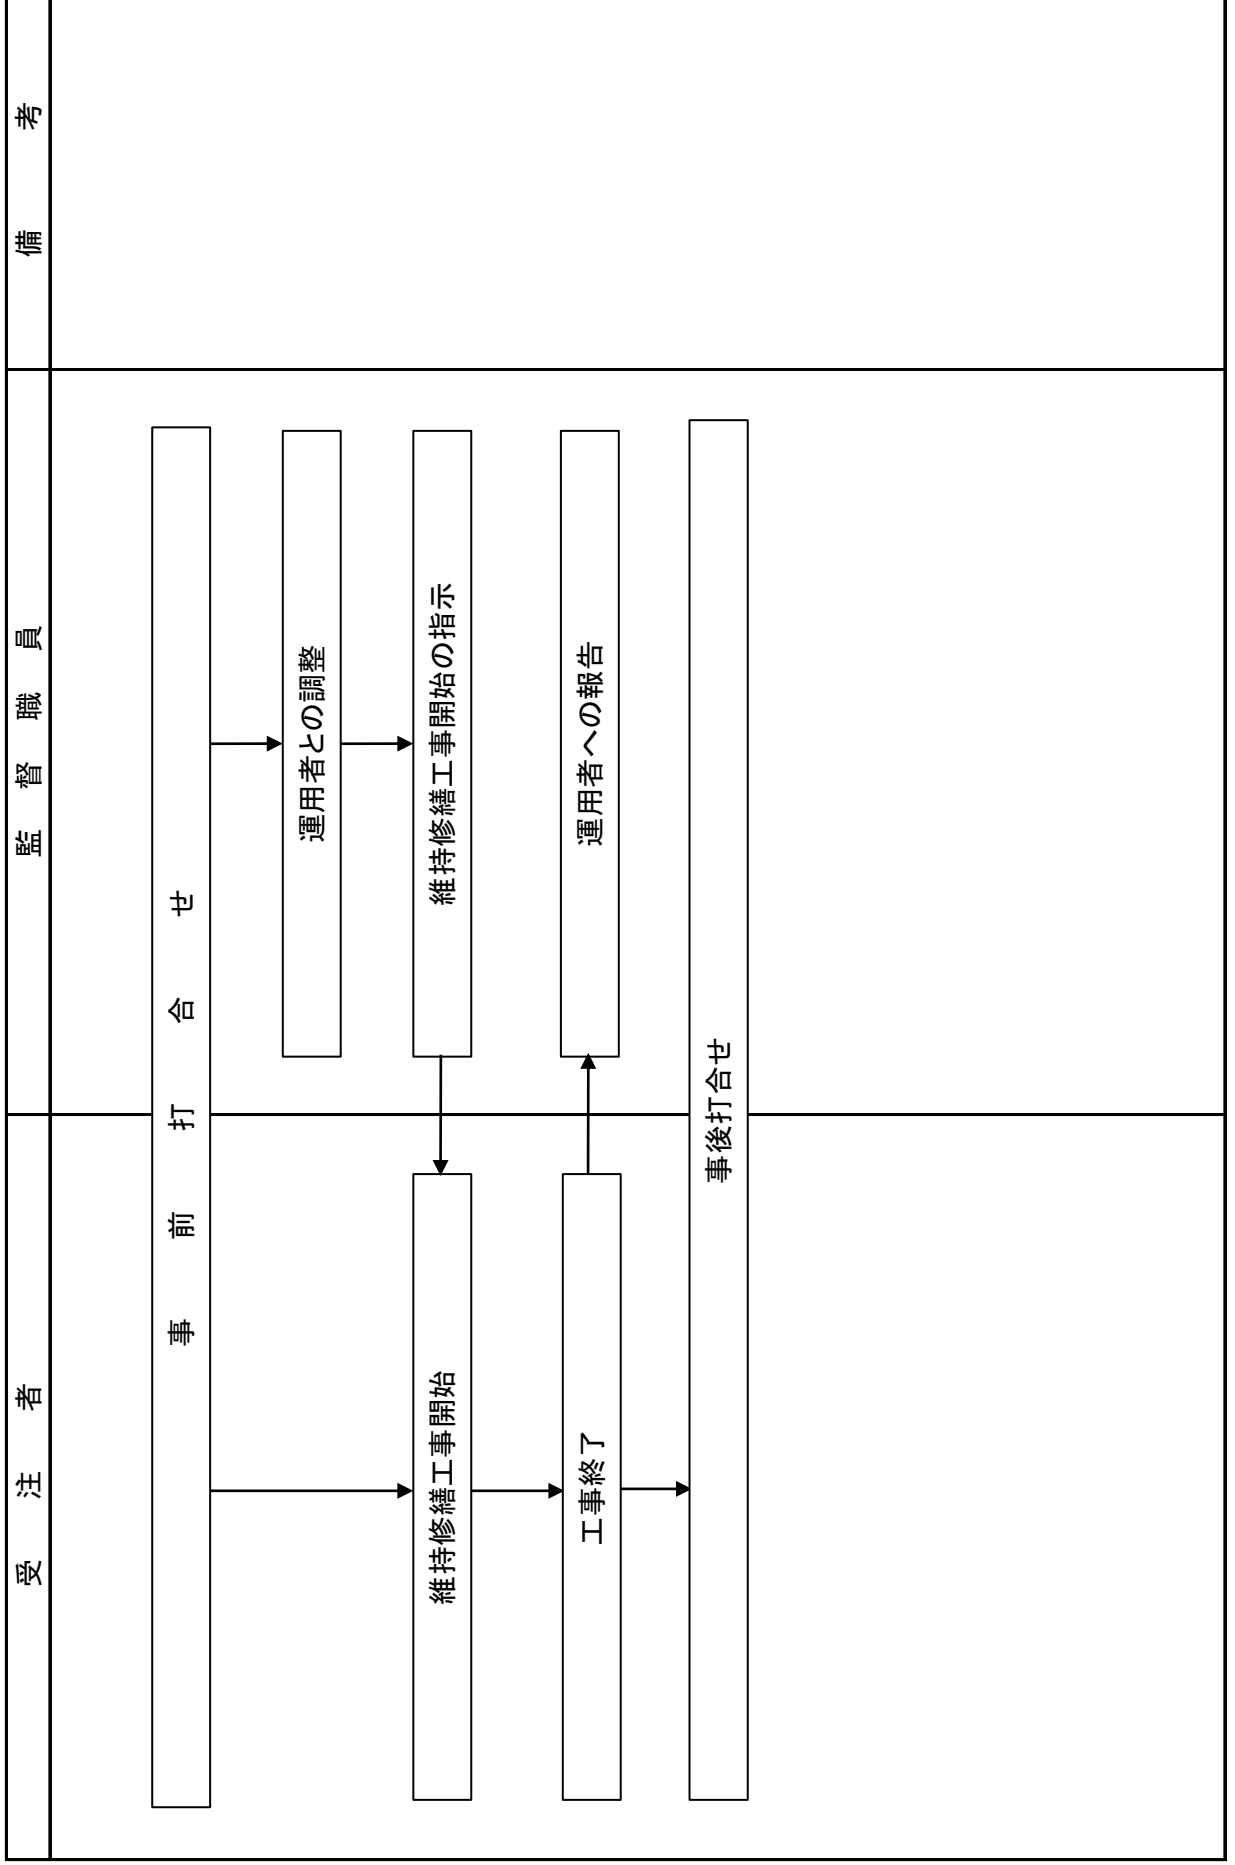 受注者
監督職員
備考
事前打合せ
運用者との調整
維持修繕工事開始
維持修繕工事開始の指示
工事終了
運用者への報告
事後打合せ